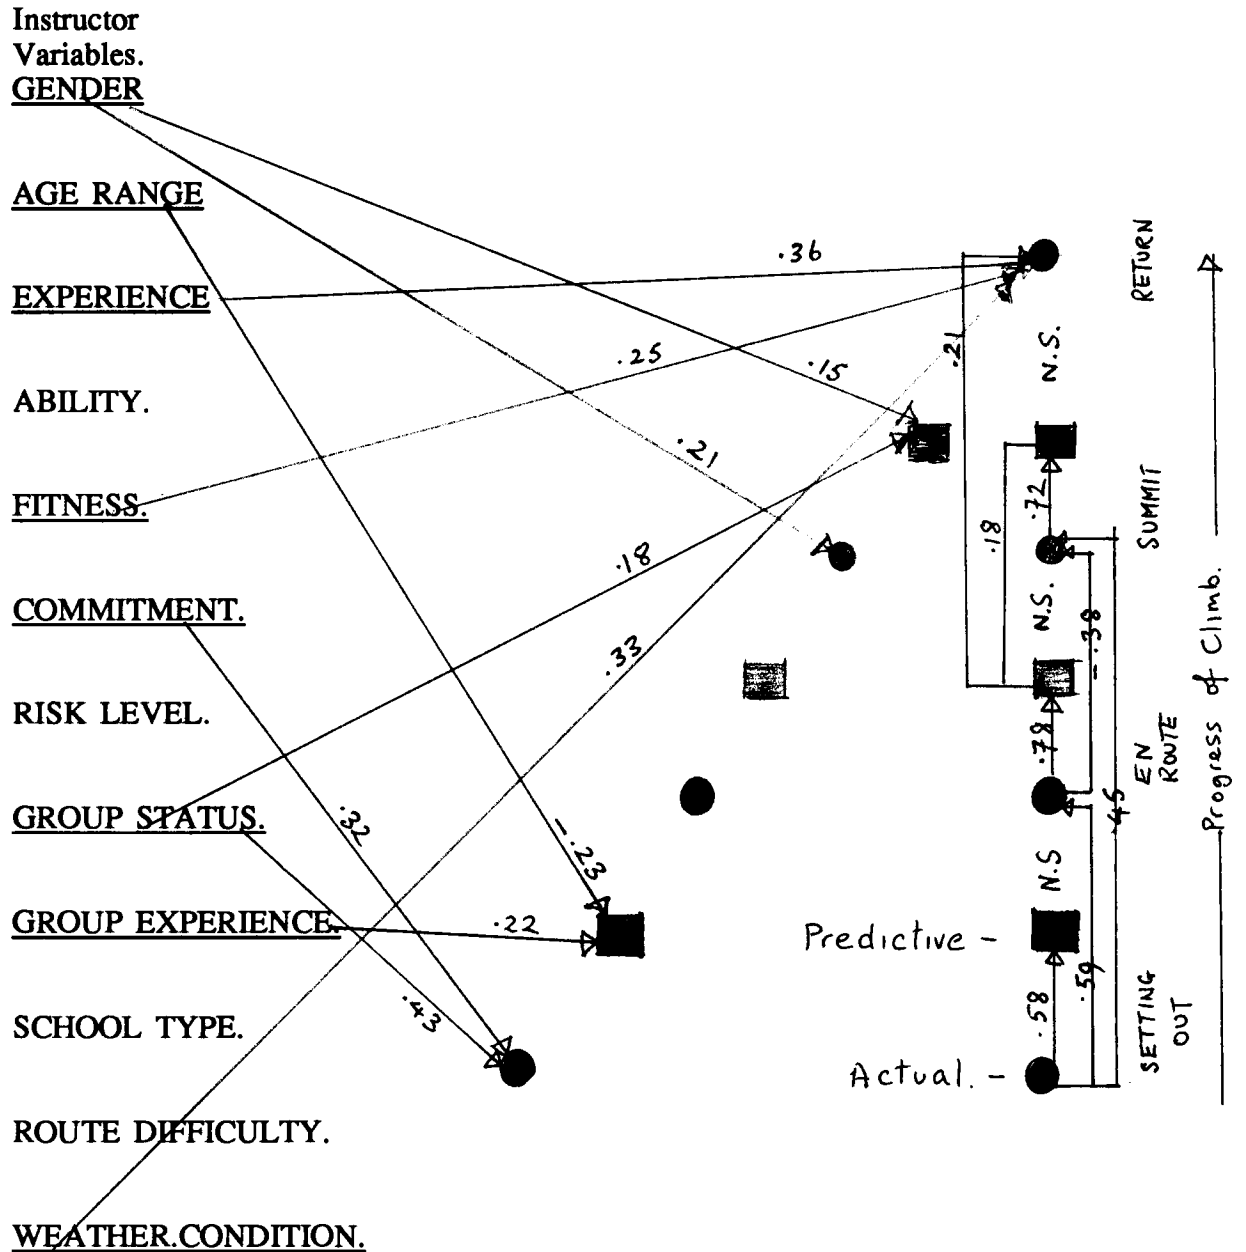 Instructor
Variables.
GENDER
AGE RANGE
EXPERIENCE
ABILITY.
FITNESS.
COMMITMENT.
RISK LEVEL.
GROUP STATUS.
GROUP EXPERIENCE.
SCHOOL TYPE.
ROUTE DIFFICULTY.
WEATHER.CONDITION.
.36
.25
.15
.21
.18
.33
.32
-.23
.22
.43
.21
N.S.
.72
.18
N.S.
-.38
.78
.45
N.S
Predictive -
.59
.58
Actual. -
RETURN
SUMMIT
EN
ROUTE
SETTING
OUT
Progress of Climb.